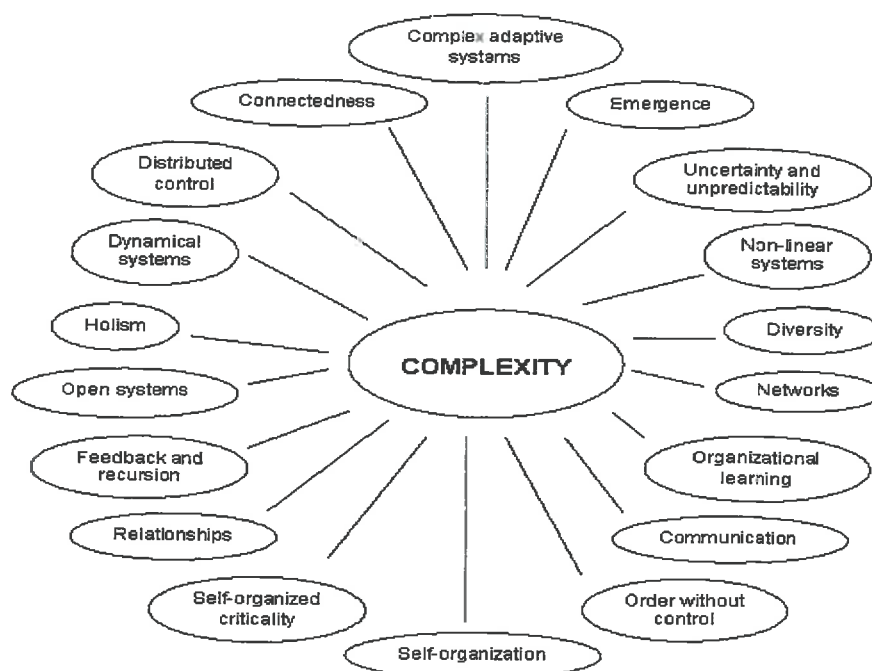 Complex adaptive
systems
Connectedness
Emergence
Distributed
control
Uncertainty and
unpredictability
Dynamical
systems
Non-linear
systems
Holism
Diversity
COMPLEXITY
Open systems
Networks
Feedback and
recursion
Organizational
learning
Relationships
Communication
Self-organized
criticality
Order without
control
Self-organization